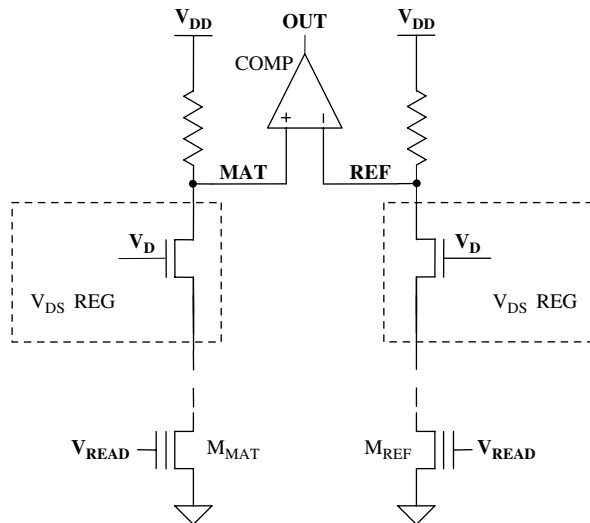 V_DD OUT V_DD
COMP
+ −
MAT REF
V_D V_D
V_DS REG V_DS REG
V_READ M_MAT M_REF V_READ